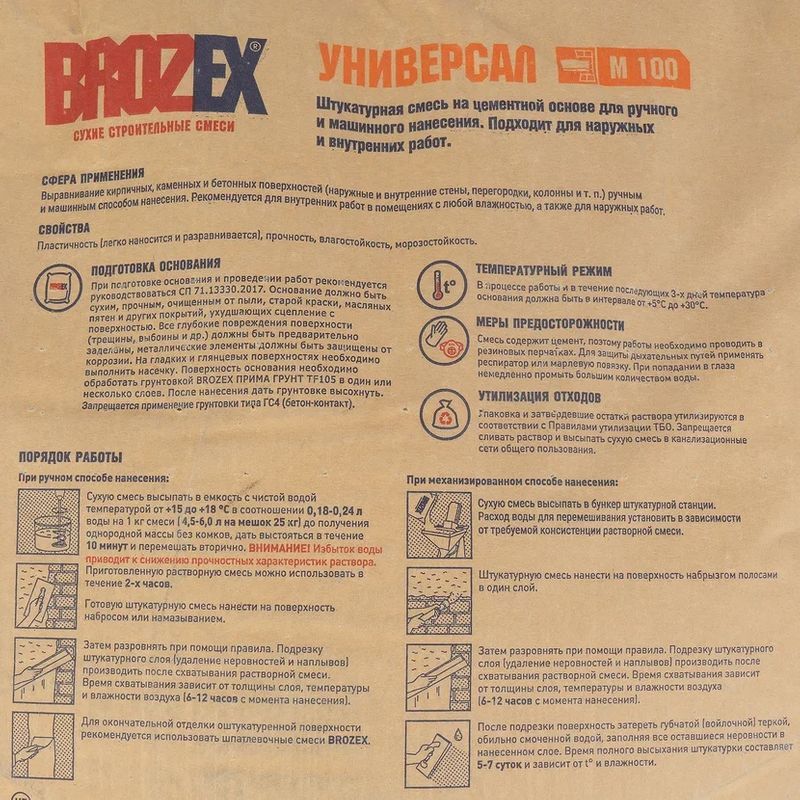 BROZEX®
СУХИЕ СТРОИТЕЛЬНЫЕ СМЕСИ
УНИВЕРСАЛ М 100
Штукатурная смесь на цементной основе для ручного
и машинного нанесения. Подходит для наружных
и внутренних работ.
СФЕРА ПРИМЕНЕНИЯ
Выравнивание кирпичных, каменных и бетонных поверхностей (наружные и внутренние стены, перегородки, колонны и т. п.) ручным
и машинным способом нанесения. Рекомендуется для внутренних работ в помещениях с любой влажностью, а также для наружных работ.
СВОЙСТВА
Пластичность (легко наносится и разравнивается), прочность, влагостойкость, морозостойкость.
ПОДГОТОВКА ОСНОВАНИЯ
При подготовке основания и проведении работ рекомендуется
руководствоваться СП 71.13330.2017. Основание должно быть
сухим, прочным, очищенным от пыли, старой краски, масляных
пятен и других покрытий, ухудшающих сцепление с
поверхностью. Все глубокие повреждения поверхности
(трещины, выбоины и др.) должны быть предварительно
заделаны, металлические элементы должны быть защищены от
коррозии. На гладких и глянцевых поверхностях необходимо
выполнить насечку. Поверхность основания необходимо
обработать грунтовкой BROZEX ПРИМА ГРУНТ TF105 в один или
несколько слоев. После нанесения дать грунтовке высохнуть.
Запрещается применение грунтовки типа ГС4 (бетон-контакт).
t°
ТЕМПЕРАТУРНЫЙ РЕЖИМ
В процессе работы и в течение последующих 3-х дней температура
основания должна быть в интервале от +5°С до +30°С.
МЕРЫ ПРЕДОСТОРОЖНОСТИ
Смесь содержит цемент, поэтому работы необходимо проводить в
резиновых перчатках. Для защиты дыхательных путей применять
респиратор или марлевую повязку. При попадании в глаза
немедленно промыть большим количеством воды.
УТИЛИЗАЦИЯ ОТХОДОВ
Упаковка и затвердевшие остатки раствора утилизируются в
соответствии с Правилами утилизации ТБО. Запрещается
сливать раствор и высыпать сухую смесь в канализационные
сети общего пользования.
ПОРЯДОК РАБОТЫ
При ручном способе нанесения:
Сухую смесь высыпать в емкость с чистой водой
температурой от +15 до +18 °С в соотношении 0,18-0,24 л
воды на 1 кг смеси ( 4,5-6,0 л на мешок 25 кг) до получения
однородной массы без комков, дать выстояться в течение
10 минут и перемешать вторично. ВНИМАНИЕ! Избыток воды
приводит к снижению прочностных характеристик раствора.
Приготовленную растворную смесь можно использовать в
течение 2-х часов.
Готовую штукатурную смесь нанести на поверхность
набросом или намазыванием.
Затем разровнять при помощи правила. Подрезку
штукатурного слоя (удаление неровностей и наплывов)
производить после схватывания растворной смеси.
Время схватывания зависит от толщины слоя, температуры
и влажности воздуха (6-12 часов с момента нанесения).
Для окончательной отделки оштукатуренной поверхности
рекомендуется использовать шпатлевочные смеси BROZEX.
При механизированном способе нанесения:
Сухую смесь высыпать в бункер штукатурной станции.
Расход воды для перемешивания установить в зависимости
от требуемой консистенции растворной смеси.
Штукатурную смесь нанести на поверхность набрызгом полосами
в один слой.
Затем разровнять при помощи правила. Подрезку штукатурного
слоя (удаление неровностей и наплывов) производить после
схватывания растворной смеси. Время схватывания зависит
от толщины слоя, температуры и влажности воздуха
(6-12 часов с момента нанесения).
После подрезки поверхность затереть губчатой (войлочной) теркой,
обильно смоченной водой, заполняя все оставшиеся неровности в
нанесенном слое. Время полного высыхания штукатурки составляет
5-7 суток и зависит от t° и влажности.